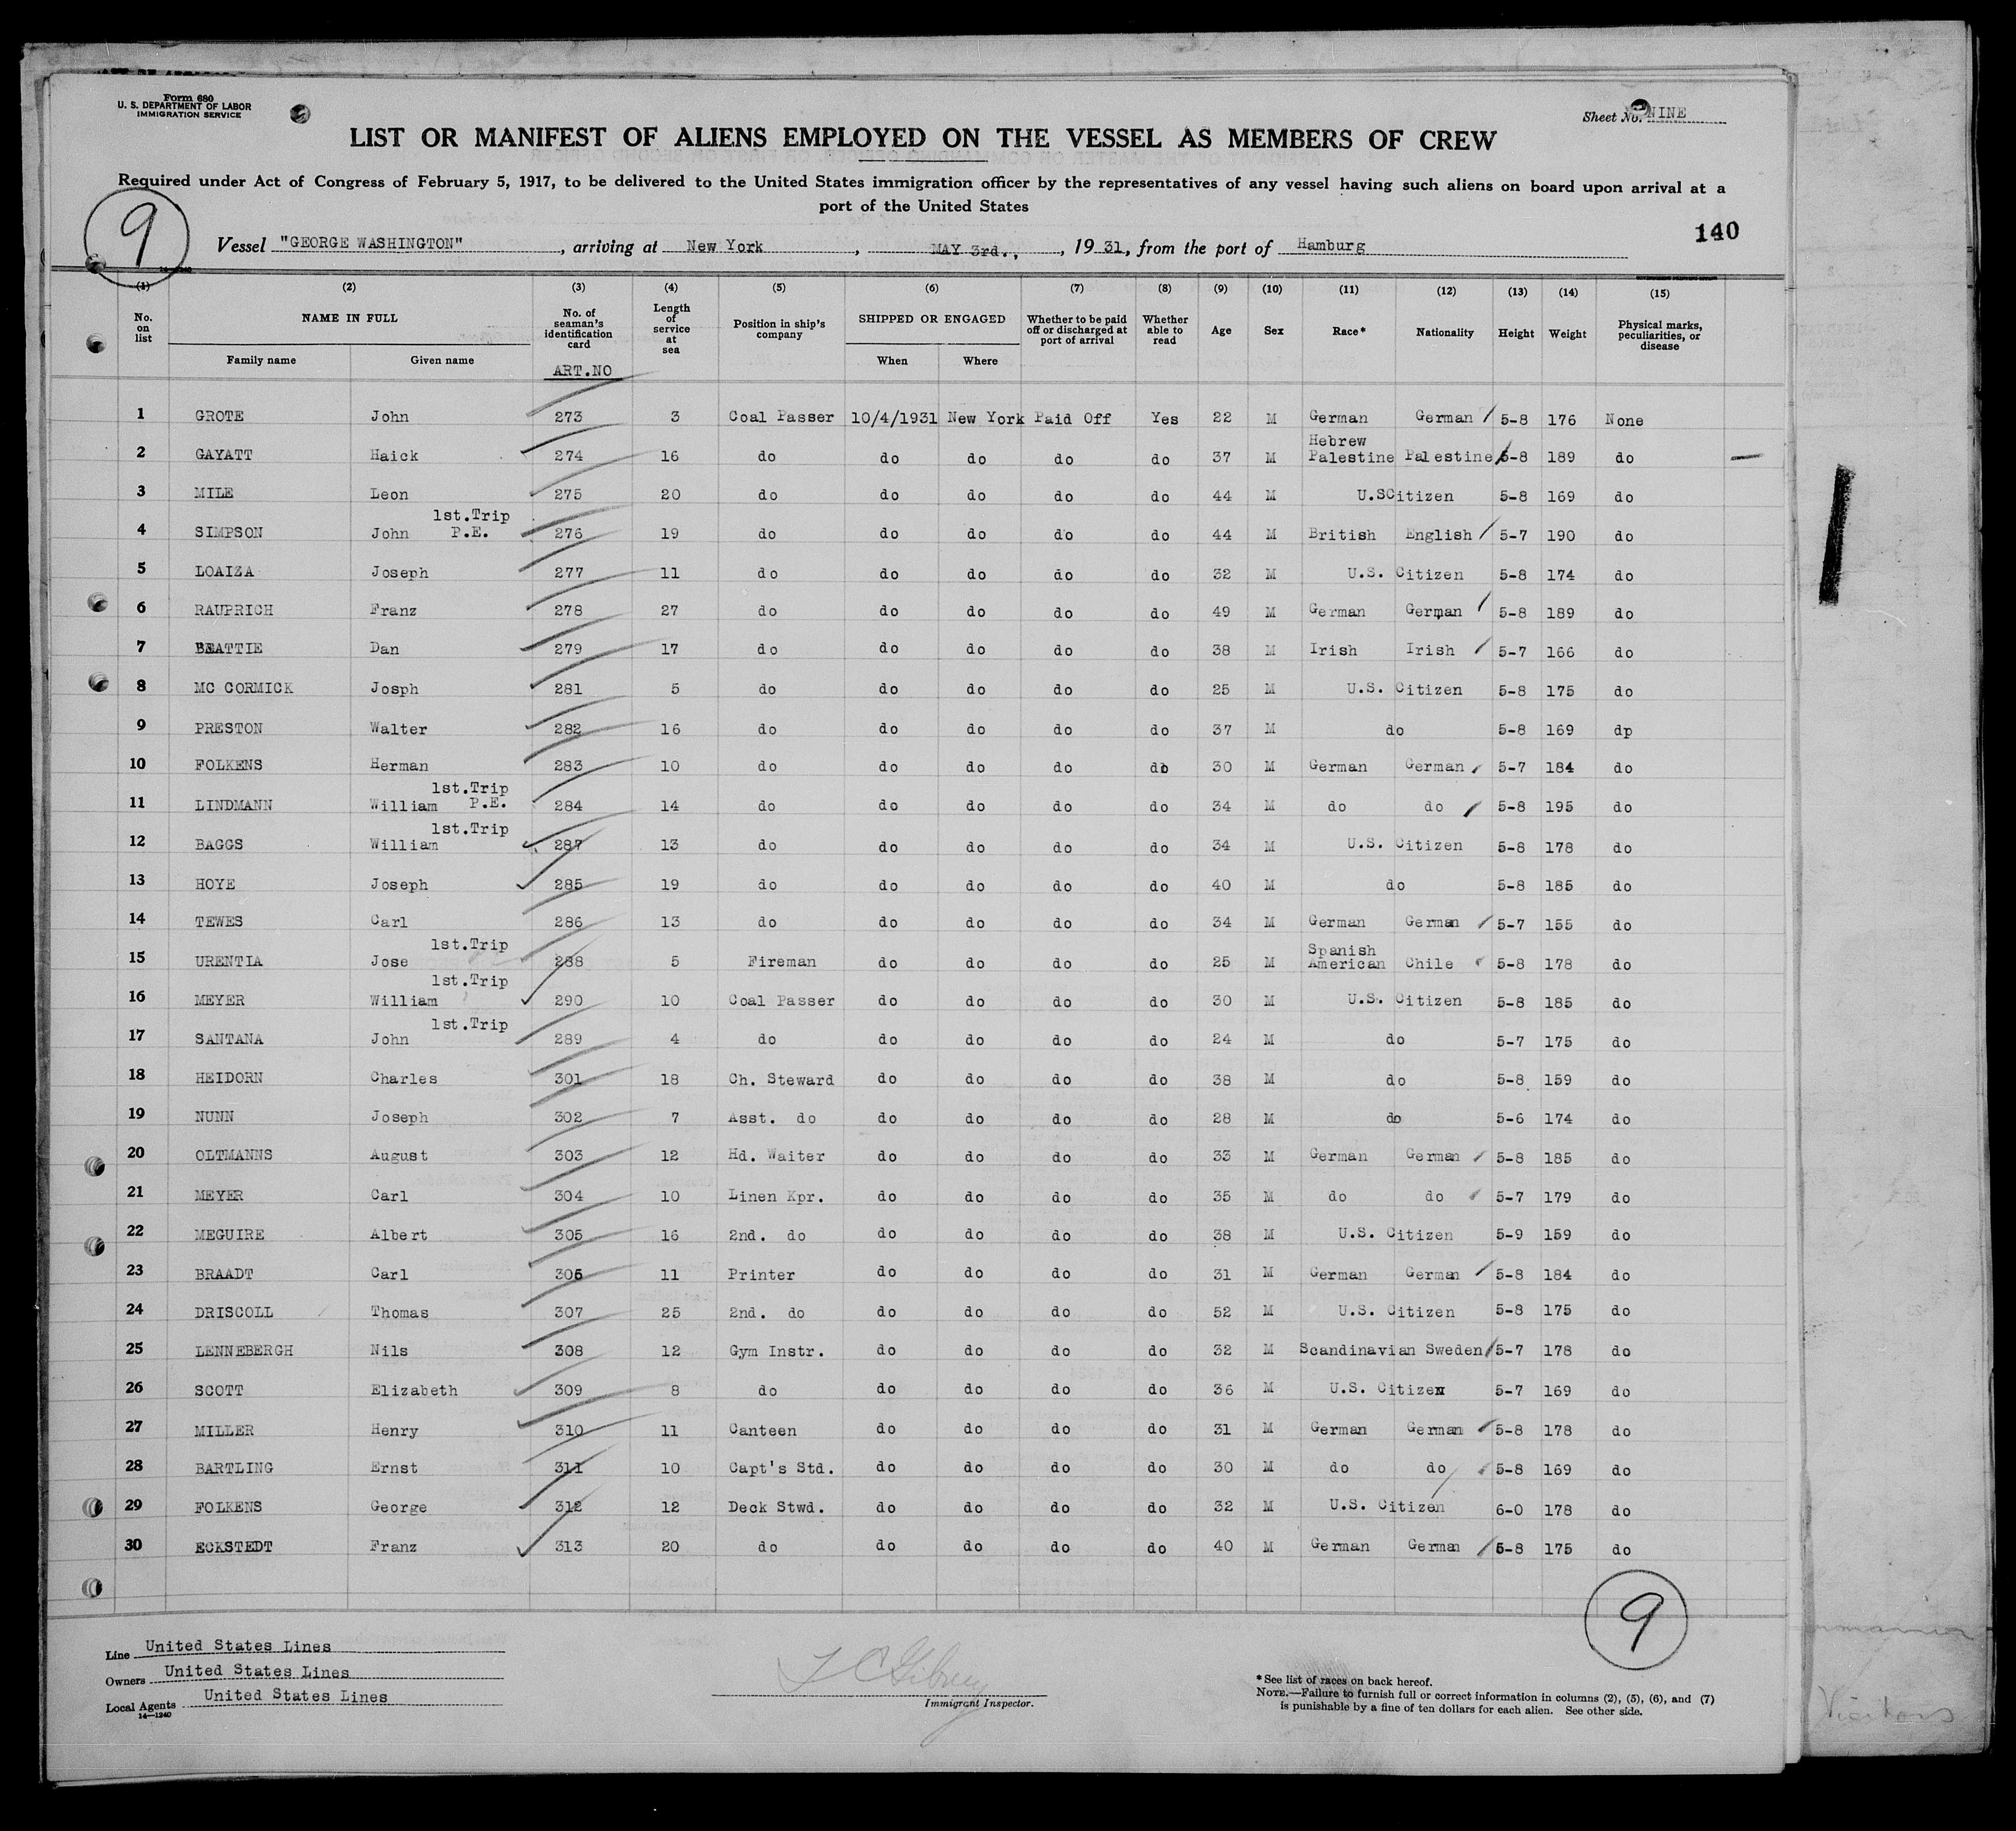 Form 680
U. S. DEPARTMENT OF LABOR
IMMIGRATION SERVICE
Sheet No. NINE
LIST OR MANIFEST OF ALIENS EMPLOYED ON THE VESSEL AS MEMBERS OF CREW
Required under Act of Congress of February 5, 1917, to be delivered to the United States immigration officer by the representatives of any vessel having such aliens on board upon arrival at a
port of the United States
9
140
Vessel "GEORGE WASHINGTON", arriving at New York, MAY 3rd., 1931, from the port of Hamburg
14-1240
(1) (2) (3) (4) (5) (6) (7) (8) (9) (10) (11) (12) (13) (14) (15)
No. on list NAME IN FULL Family name Given name No. of seaman's identification card ART.NO Length of service at sea Position in ship's company SHIPPED OR ENGAGED When Where Whether to be paid off or discharged at port of arrival Whether able to read Age Sex Race* Nationality Height Weight Physical marks, peculiarities, or disease
1 GROTE John 273 3 Coal Passer 10/4/1931 New York Paid Off Yes 22 M German German 5-8 176 None
2 GAYATT Haick 274 16 do do do do do 37 M Hebrew Palestine Palestine 5-8 189 do
3 MILE Leon 275 20 do do do do do 44 M U.SCitizen 5-8 169 do
4 SIMPSON John 1st.Trip P.E. 276 19 do do do do do 44 M British English 5-7 190 do
5 LOAIZA Joseph 277 11 do do do do do 32 M U.S. Citizen 5-8 174 do
6 RAUPRICH Franz 278 27 do do do do do 49 M German German 5-8 189 do
7 BEATTIE Dan 279 17 do do do do do 38 M Irish Irish 5-7 166 do
8 MC CORMICK Josph 281 5 do do do do do 25 M U.S. Citizen 5-8 175 do
9 PRESTON Walter 282 16 do do do do do 37 M do 5-8 169 dp
10 FOLKENS Herman 283 10 do do do do do 30 M German German 5-7 184 do
11 LINDMANN William 1st.Trip P.E. 284 14 do do do do do 34 M do do 5-8 195 do
12 BAGGS William 1st.Trip 287 13 do do do do do 34 M U.S. Citizen 5-8 178 do
13 HOYE Joseph 285 19 do do do do do 40 M do 5-8 185 do
14 TEWES Carl 286 13 do do do do do 34 M German German 5-7 155 do
15 URENTIA Jose 1st.Trip 288 5 Fireman do do do do 25 M Spanish American Chile 5-8 178 do
16 MEYER William 1st.Trip 290 10 Coal Passer do do do do 30 M U.S. Citizen 5-8 185 do
17 SANTANA John 1st.Trip 289 4 do do do do do 24 M do 5-7 175 do
18 HEIDORN Charles 301 18 Ch. Steward do do do do 38 M do 5-8 159 do
19 NUNN Joseph 302 7 Asst. do do do do do 28 M do 5-6 174 do
20 OLTMANNS August 303 12 Hd. Waiter do do do do 33 M German German 5-8 185 do
21 MEYER Carl 304 10 Linen Kpr. do do do do 35 M do do 5-7 179 do
22 MEGUIRE Albert 305 16 2nd. do do do do do 38 M U.S. Citizen 5-9 159 do
23 BRAADT Carl 306 11 Printer do do do do 31 M German German 5-8 184 do
24 DRISCOLL Thomas 307 25 2nd. do do do do do 52 M U.S. Citizen 5-8 175 do
25 LENNEBERGH Nils 308 12 Gym Instr. do do do do 32 M Scandinavian Sweden 5-7 178 do
26 SCOTT Elizabeth 309 8 do do do do do 36 M U.S. Citizen 5-7 169 do
27 MILLER Henry 310 11 Canteen do do do do 31 M German German 5-8 178 do
28 BARTLING Ernst 311 10 Capt's Std. do do do do 30 M do do 5-8 169 do
29 FOLKENS George 312 12 Deck Stwd. do do do do 32 M U.S. Citizen 6-0 178 do
30 ECKSTEDT Franz 313 20 do do do do do 40 M German German 5-8 175 do
9
Line United States Lines
Owners United States Lines
Local Agents United States Lines
14-1240
Immigrant Inspector.
* See list of races on back hereof.
NOTE.—Failure to furnish full or correct information in columns (2), (5), (6), and (7)
is punishable by a fine of ten dollars for each alien. See other side.